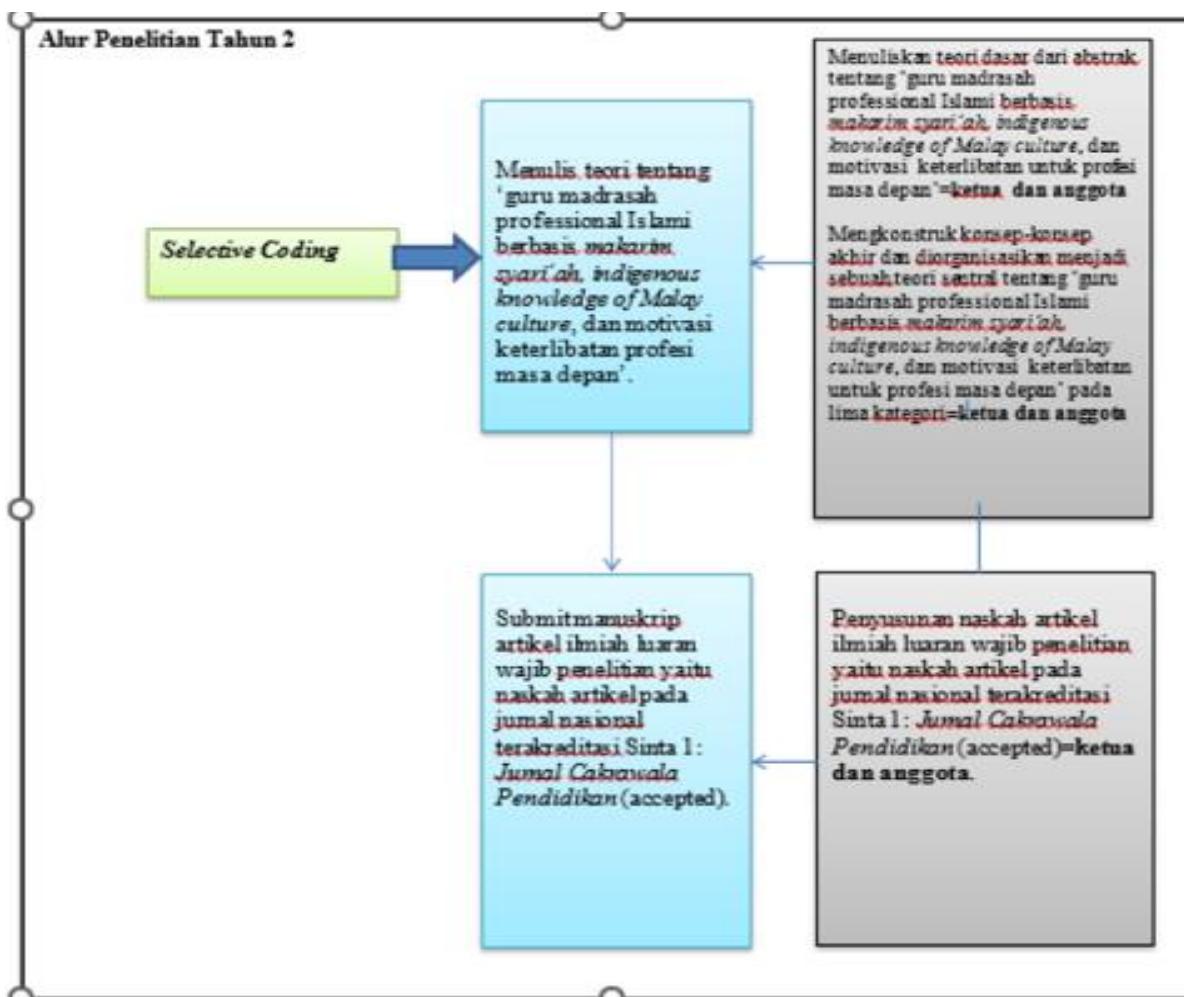 Alur Penelitian Tahun 2
Selective Coding
Menulis teori tentang
‘guru madrasah
professional Islami
berbasis makarim
syari’ah, indigenous
knowledge of Malay
culture, dan motivasi
keterlibatan profesi
masa depan’.
Menuliskan teori dasar dari abstrak
tentang ‘guru madrasah
professional Islami berbasis
makarim syari’ah, indigenous
knowledge of Malay culture, dan
motivasi keterlibatan untuk profesi
masa depan’=ketua dan anggota
Mengkonstruk konsep-konsep
akhir dan diorganisasikan menjadi
sebuah teori sentral tentang ‘guru
madrasah professional Islami
berbasis makarim syari’ah,
indigenous knowledge of Malay
culture, dan motivasi keterlibatan
untuk profesi masa depan’ pada
lima kategori=ketua dan anggota
Submit manuskrip
artikel ilmiah luaran
wajib penelitian yaitu
naskah artikel pada
jurnal nasional
terakreditasi Sinta 1:
Jurnal Cakrawala
Pendidikan (accepted).
Penyusunan naskah artikel
ilmiah luaran wajib penelitian
yaitu naskah artikel pada
jurnal nasional terakreditasi
Sinta 1: Jurnal Cakrawala
Pendidikan (accepted)=ketua
dan anggota.